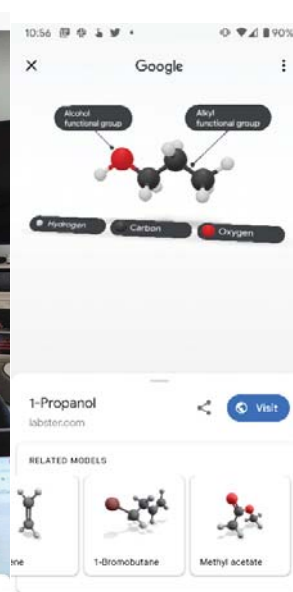 10:56
90%
Google
Alcohol
functional group
Alkyl
functional group
Hydrogen
Carbon
Oxygen
1-Propanol
labster.com
Visit
RELATED MODELS
ene
1-Bromobutane
Methyl acetate